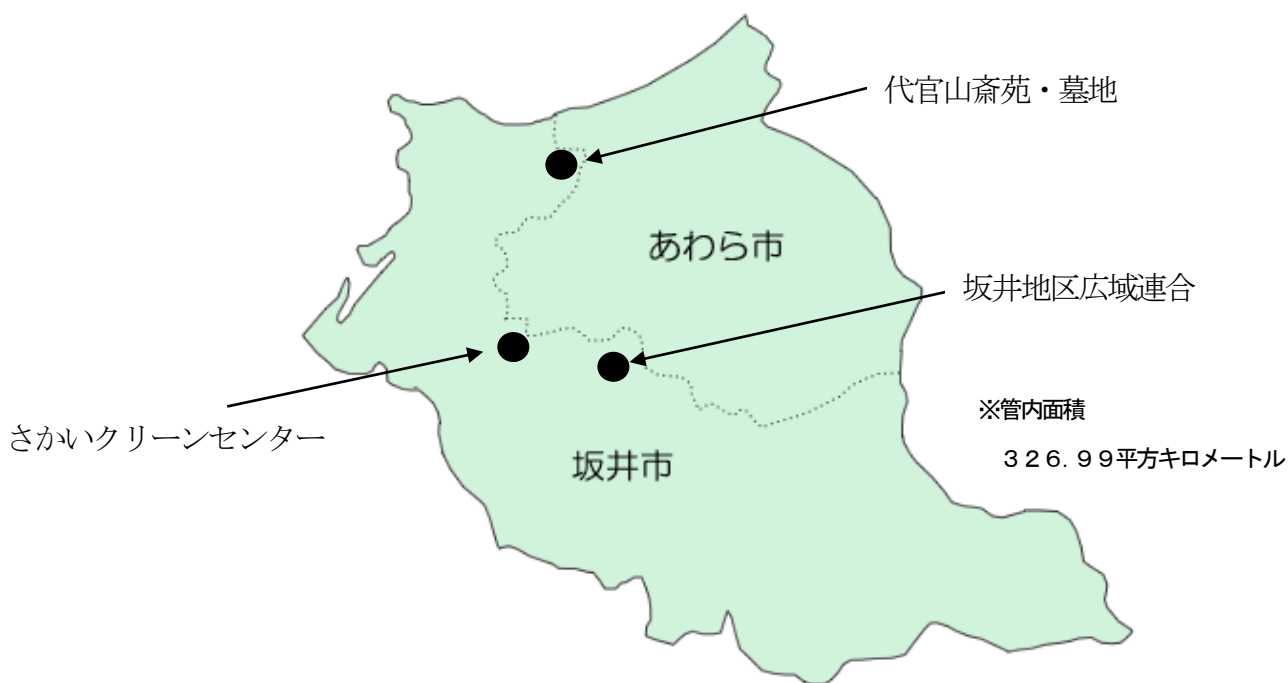 代官山斎苑・墓地
あわら市
坂井地区広域連合
さかいクリーンセンター
坂井市
※管内面積
３２６．９９平方キロメートル